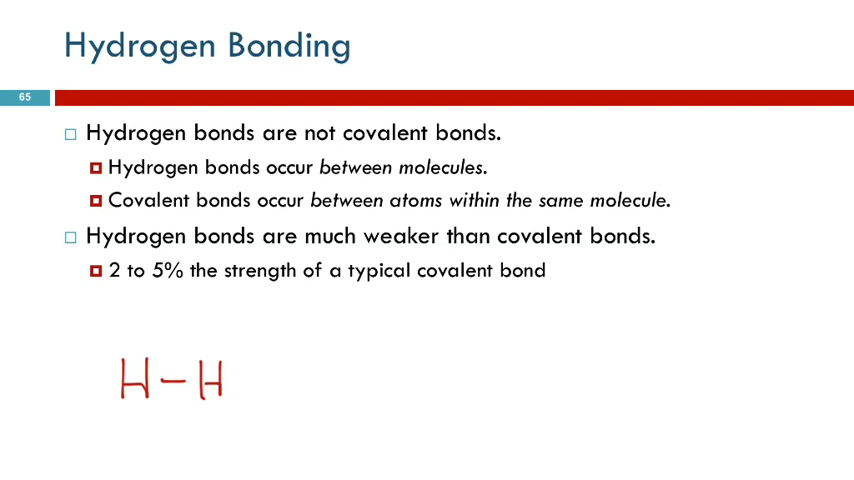 Hydrogen Bonding
65
Hydrogen bonds are not covalent bonds.
Hydrogen bonds occur between molecules.
Covalent bonds occur between atoms within the same molecule.
Hydrogen bonds are much weaker than covalent bonds.
2 to 5% the strength of a typical covalent bond
H – H